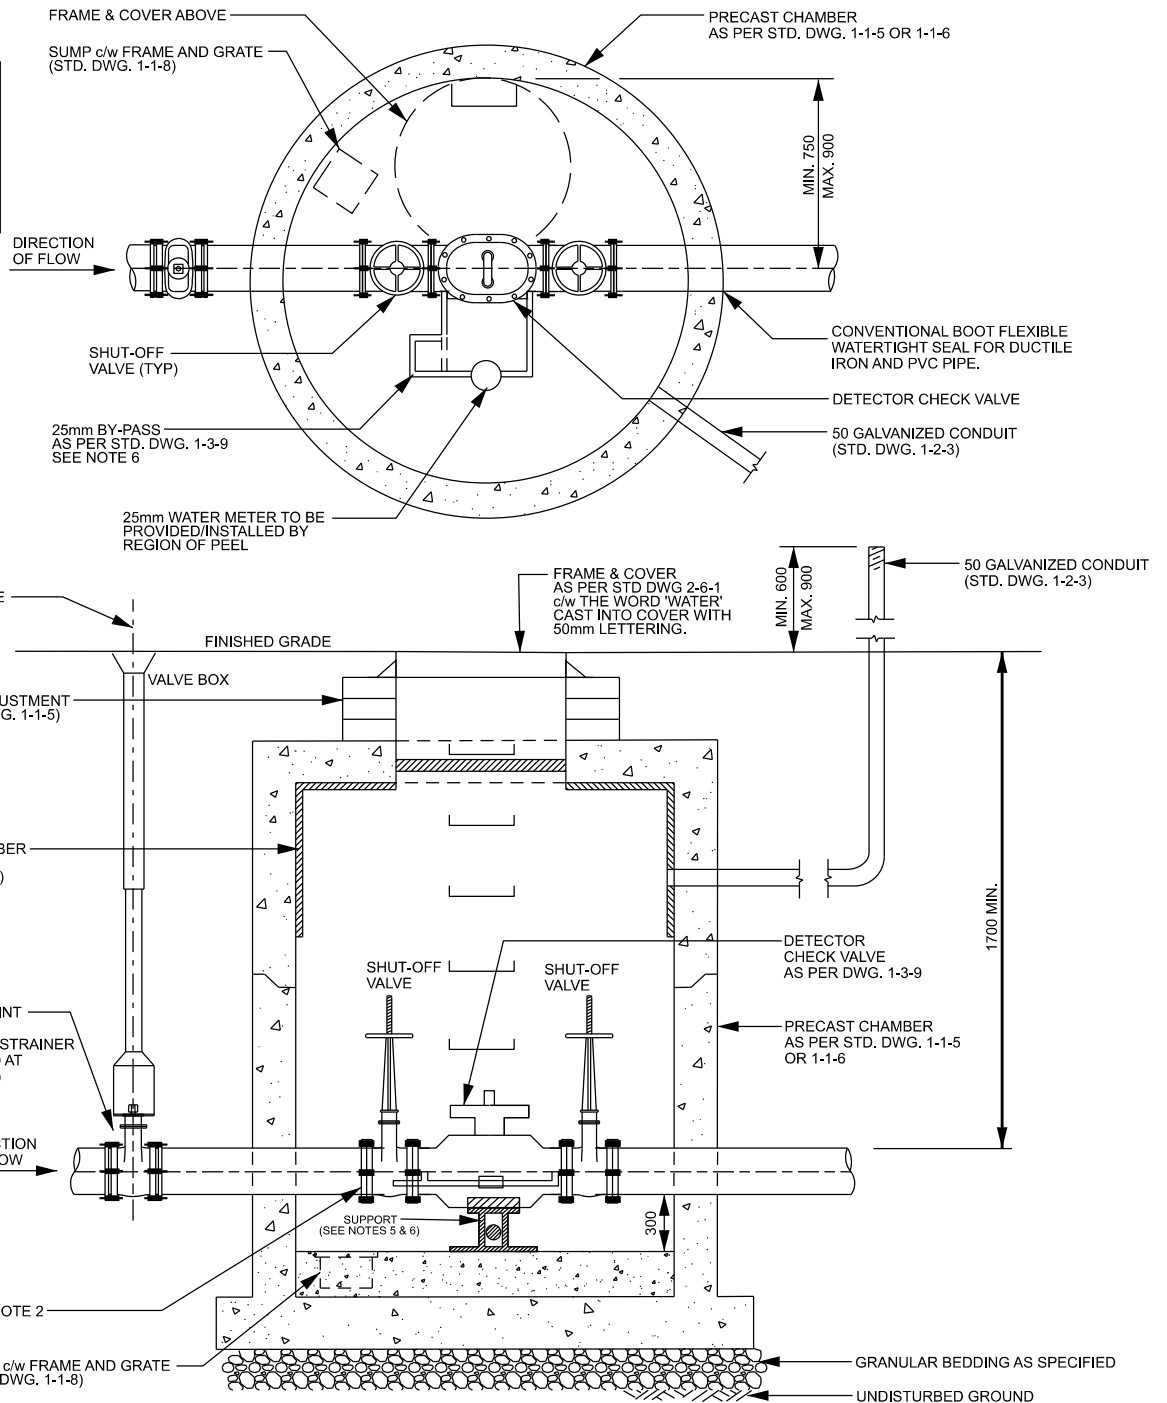 FRAME & COVER ABOVE
SUMP c/w FRAME AND GRATE
(STD. DWG. 1-1-8)
PRECAST CHAMBER
AS PER STD. DWG. 1-1-5 OR 1-1-6
MIN. 750
MAX. 900
DIRECTION
OF FLOW
SHUT-OFF
VALVE (TYP)
CONVENTIONAL BOOT FLEXIBLE
WATERTIGHT SEAL FOR DUCTILE
IRON AND PVC PIPE.
DETECTOR CHECK VALVE
25mm BY-PASS
AS PER STD. DWG. 1-3-9
SEE NOTE 6
50 GALVANIZED CONDUIT
(STD. DWG. 1-2-3)
25mm WATER METER TO BE
PROVIDED/INSTALLED BY
REGION OF PEEL
FRAME & COVER
AS PER STD DWG 2-6-1
c/w THE WORD 'WATER'
CAST INTO COVER WITH
50mm LETTERING.
MIN. 600
MAX. 900
50 GALVANIZED CONDUIT
(STD. DWG. 1-2-3)
E
FINISHED GRADE
VALVE BOX
USTMENT
G. 1-1-5)
BER
)
1700 MIN.
SHUT-OFF
VALVE
SHUT-OFF
VALVE
DETECTOR
CHECK VALVE
AS PER DWG. 1-3-9
INT
STRAINER
AT
)
PRECAST CHAMBER
AS PER STD. DWG. 1-1-5
OR 1-1-6
CTION
OW
SUPPORT
(SEE NOTES 5 & 6)
300
OTE 2
c/w FRAME AND GRATE
DWG. 1-1-8)
GRANULAR BEDDING AS SPECIFIED
UNDISTURBED GROUND